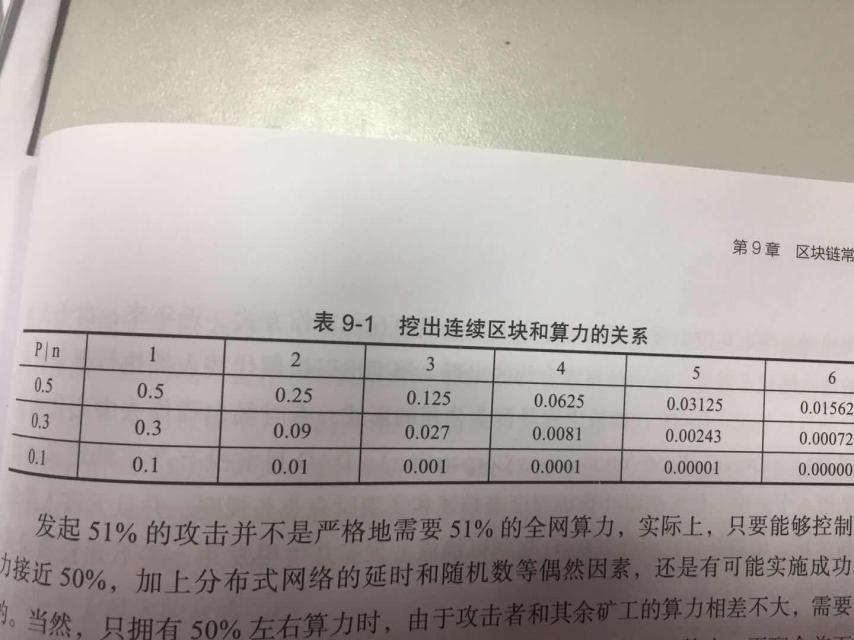 第9章 区块链常
表 9-1 挖出连续区块和算力的关系
P|n 1 2 3 4 5 6
0.5 0.5 0.25 0.125 0.0625 0.03125 0.01562
0.3 0.3 0.09 0.027 0.0081 0.00243 0.00072
0.1 0.1 0.01 0.001 0.0001 0.00001 0.00000
发起 51% 的攻击并不是严格地需要 51% 的全网算力，实际上，只要能够控制
力接近 50%，加上分布式网络的延时和随机数等偶然因素，还是有可能实施成功
的。当然，只拥有 50% 左右算力时，由于攻击者和其余矿工的算力相差不大，需要